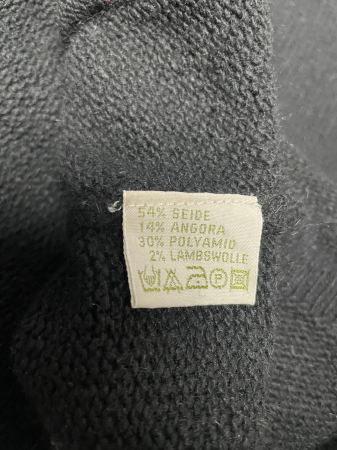 54% SEIDE
14% ANGORA
30% POLYAMID
2% LAMBSWOLLE
P